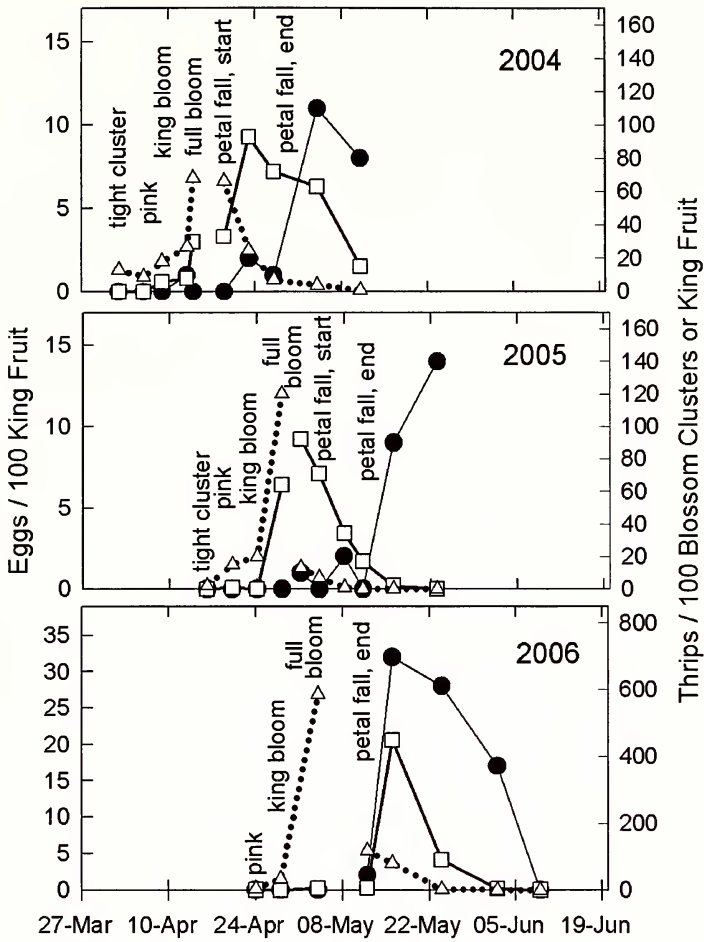 Eggs / 100 King Fruit
Thrips / 100 Blossom Clusters or King Fruit
2004
15
10
5
0
160
140
120
100
80
60
40
20
0
tight cluster
pink
king bloom
full bloom
petal fall, start
petal fall, end
2005
15
10
5
0
160
140
120
100
80
60
40
20
0
tight cluster
pink
king bloom
full
bloom
petal fall, start
petal fall, end
2006
35
30
25
20
15
10
5
0
800
600
400
200
0
pink
king bloom
full
bloom
petal fall, end
27-Mar 10-Apr 24-Apr 08-May 22-May 05-Jun 19-Jun